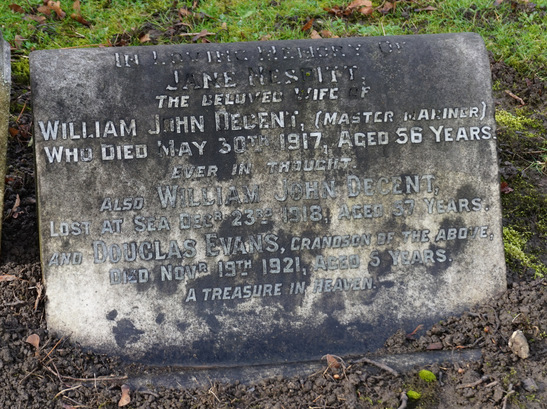 IN LOVING MEMORY OF
JANE HESPITT,
THE BELOVED WIFE OF
WILLIAM JOHN DECENT, (MASTER MARINER)
WHO DIED MAY 30TH 1917, AGED 56 YEARS.
EVER IN THOUGHT.
ALSO WILLIAM JOHN DECENT,
LOST AT SEA DECR 23RD 1918, AGED 57 YEARS.
AND DOUGLAS EVANS, GRANDSON OF THE ABOVE,
DIED NOVR 19TH 1921, AGED 5 YEARS.
A TREASURE IN HEAVEN.